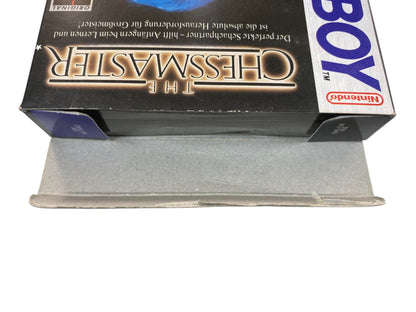 Nintendo
BOY
TM
THE
CHESSMASTER
Der perfekte Schachpartner - hilft Anfängern beim Lernen und
ist die absolute Herausforderung für Großmeister!
ORIGINAL